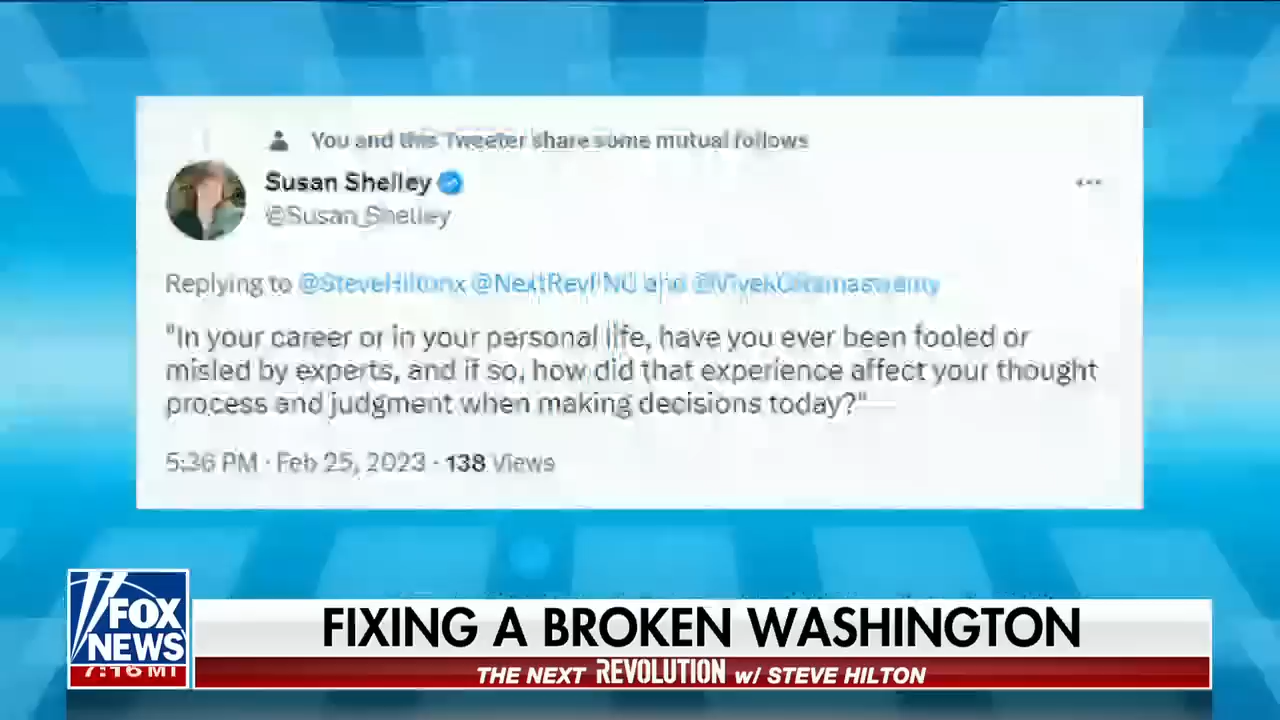 You and this Tweeter share some mutual follows
Susan Shelley
@Susan_Shelley
Replying to @SteveHiltonx @NextRevFNC and @VivekGRamaswamy
"In your career or in your personal life, have you ever been fooled or
misled by experts, and if so, how did that experience affect your thought
process and judgment when making decisions today?"
5:36 PM · Feb 25, 2023 · 138 Views
FOX
NEWS
7:16 MT
FIXING A BROKEN WASHINGTON
THE NEXT REVOLUTION w/ STEVE HILTON